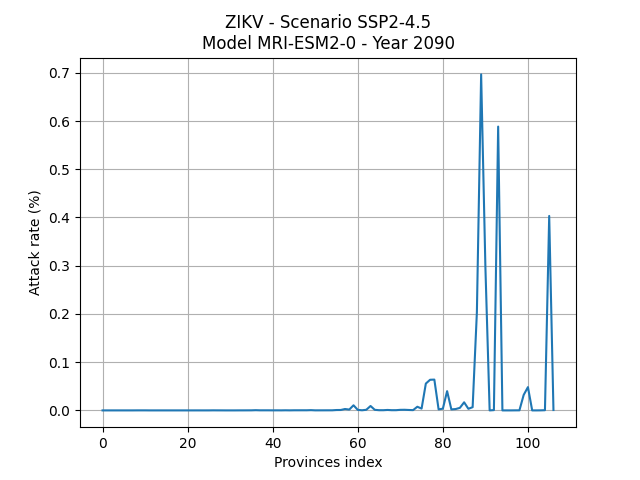 ZIKV - Scenario SSP2-4.5
Model MRI-ESM2-0 - Year 2090
0.7
0.6
0.5
0.4
0.3
0.2
0.1
0.0
Attack rate (%)
0 20 40 60 80 100
Provinces index